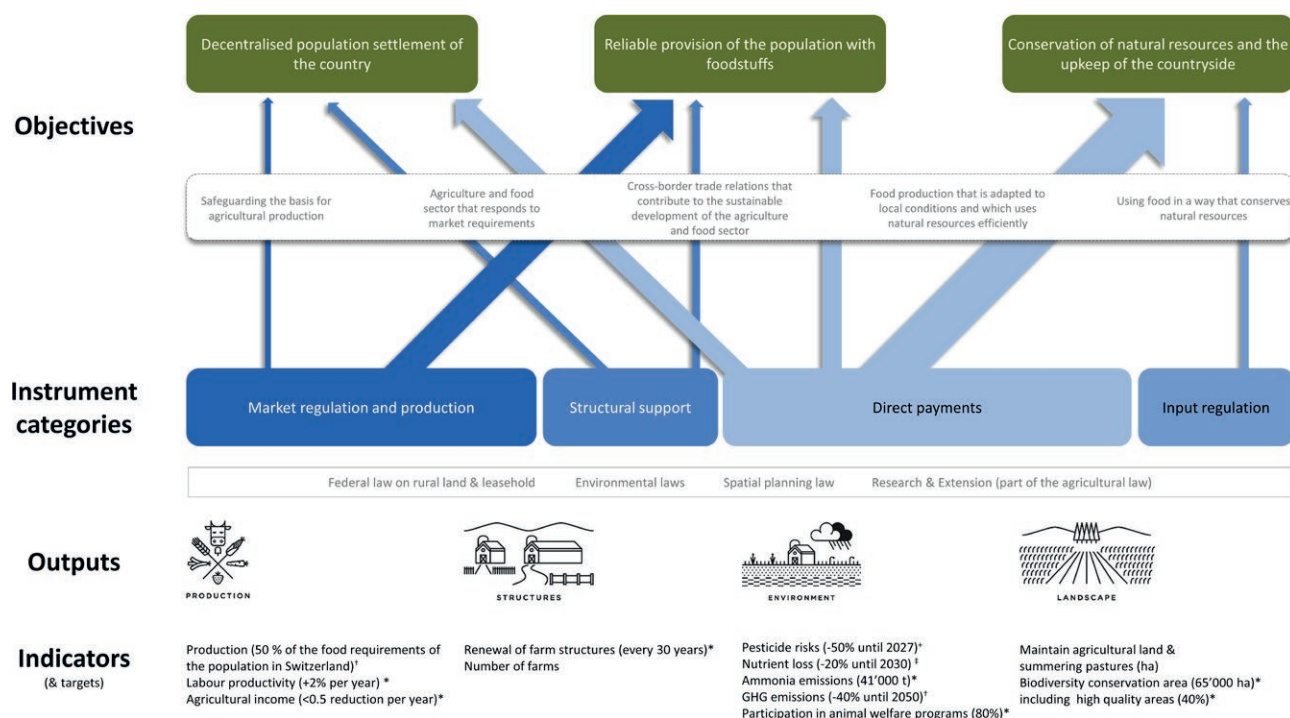 Decentralised population settlement of
the country
Reliable provision of the population with
foodstuffs
Conservation of natural resources and the
upkeep of the countryside
Objectives
Safeguarding the basis for
agricultural production
Agriculture and food
sector that responds to
market requirements
Cross-border trade relations that
contribute to the sustainable
development of the agriculture
and food sector
Food production that is adapted to
local conditions and which uses
natural resources efficiently
Using food in a way that conserves
natural resources
Instrument
categories
Market regulation and production
Structural support
Direct payments
Input regulation
Federal law on rural land & leasehold
Environmental laws
Spatial planning law
Research & Extension (part of the agricultural law)
Outputs
PRODUCTION
STRUCTURES
ENVIRONMENT
LANDSCAPE
Indicators
(& targets)
Production (50 % of the food requirements of
the population in Switzerland)†
Labour productivity (+2% per year) *
Agricultural income (<0.5 reduction per year)*
Renewal of farm structures (every 30 years)*
Number of farms
Pesticide risks (-50% until 2027)⁺
Nutrient loss (-20% until 2030) ‡
Ammonia emissions (41’000 t)*
GHG emissions (-40% until 2050)†
Participation in animal welfare programs (80%)*
Maintain agricultural land &
summering pastures (ha)
Biodiversity conservation area (65’000 ha)*
including high quality areas (40%)*